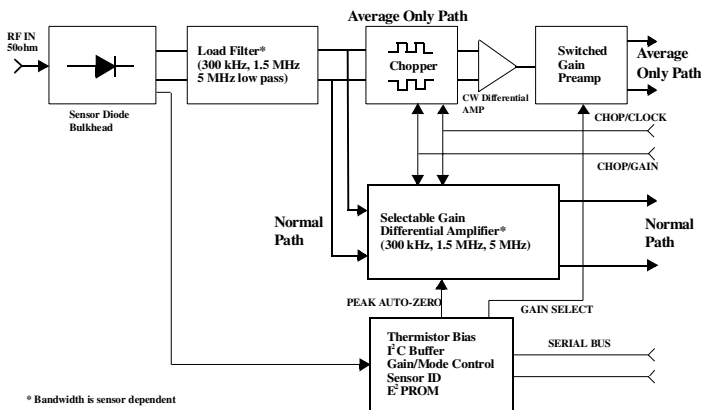 Average Only Path
RF IN
50ohm
Load Filter*
(300 kHz, 1.5 MHz
5 MHz low pass)
Chopper
Switched
Gain
Preamp
Average
Only Path
Sensor Diode
Bulkhead
CW Differential
AMP
CHOP/CLOCK
CHOP/GAIN
Normal
Path
Selectable Gain
Differential Amplifier*
(300 kHz, 1.5 MHz, 5 MHz)
Normal
Path
PEAK AUTO-ZERO
GAIN SELECT
Thermistor Bias
I²C Buffer
Gain/Mode Control
Sensor ID
E² PROM
SERIAL BUS
* Bandwidth is sensor dependent